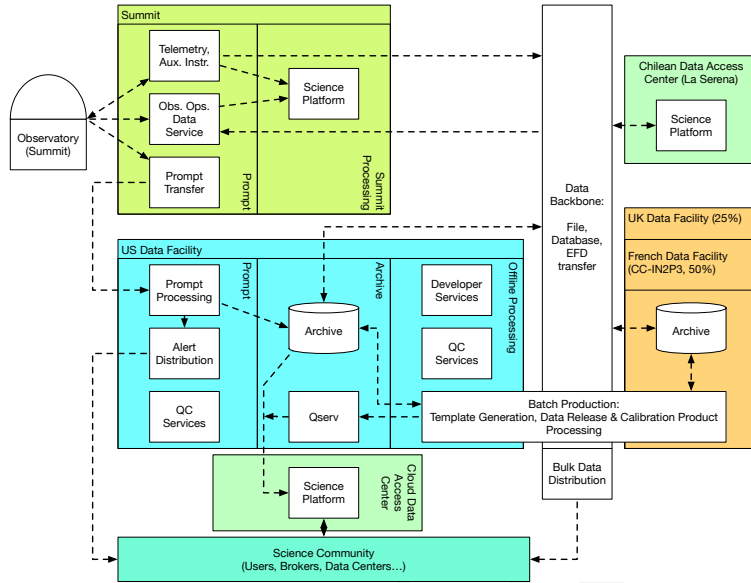 Summit
Telemetry,
Aux. Instr.
Science
Platform
Obs. Ops.
Data
Service
Prompt
Transfer
Prompt
Summit
Processing
Observatory
(Summit)
Data
Backbone:
File,
Database,
EFD
transfer
Chilean Data Access
Center (La Serena)
Science
Platform
UK Data Facility (25%)
French Data Facility
(CC-IN2P3, 50%)
Archive
US Data Facility
Prompt
Processing
Alert
Distribution
QC
Services
Prompt
Archive
Archive
Qserv
Developer
Services
QC
Services
Offline Processing
Batch Production:
Template Generation, Data Release & Calibration Product
Processing
Bulk Data
Distribution
Science
Platform
Cloud Data
Access
Center
Science Community
(Users, Brokers, Data Centers…)